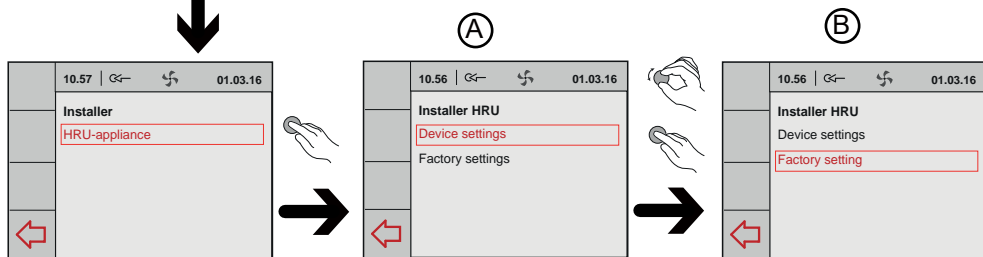 A
B
10.57 01.03.16
Installer
HRU-appliance
10.56 01.03.16
Installer HRU
Device settings
Factory settings
10.56 01.03.16
Installer HRU
Device settings
Factory setting